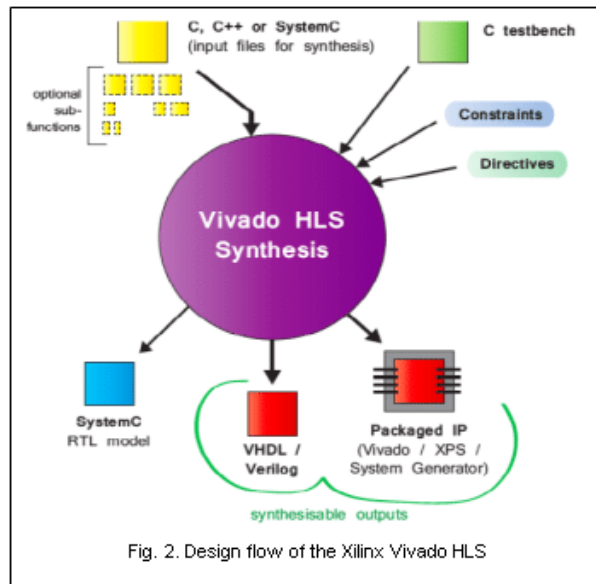 C, C++ or SystemC
(input files for synthesis)
C testbench
optional
sub-
functions
Constraints
Directives
Vivado HLS
Synthesis
SystemC
RTL model
VHDL /
Verilog
Packaged IP
(Vivado / XPS /
System Generator)
synthesisable outputs
Fig. 2. Design flow of the Xilinx Vivado HLS